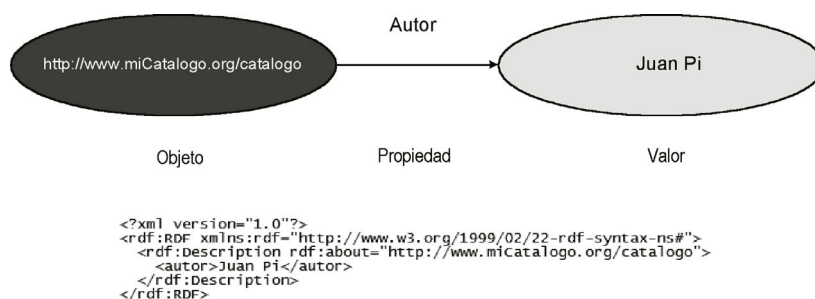 Autor
http://www.miCatalogo.org/catalogo
Juan Pi
Objeto
Propiedad
Valor
<?xml version="1.0"?>
<rdf:RDF xmlns:rdf="http://www.w3.org/1999/02/22-rdf-syntax-ns#">
<rdf:Description rdf:about="http://www.miCatalogo.org/catalogo">
<autor>Juan Pi</autor>
</rdf:Description>
</rdf:RDF>